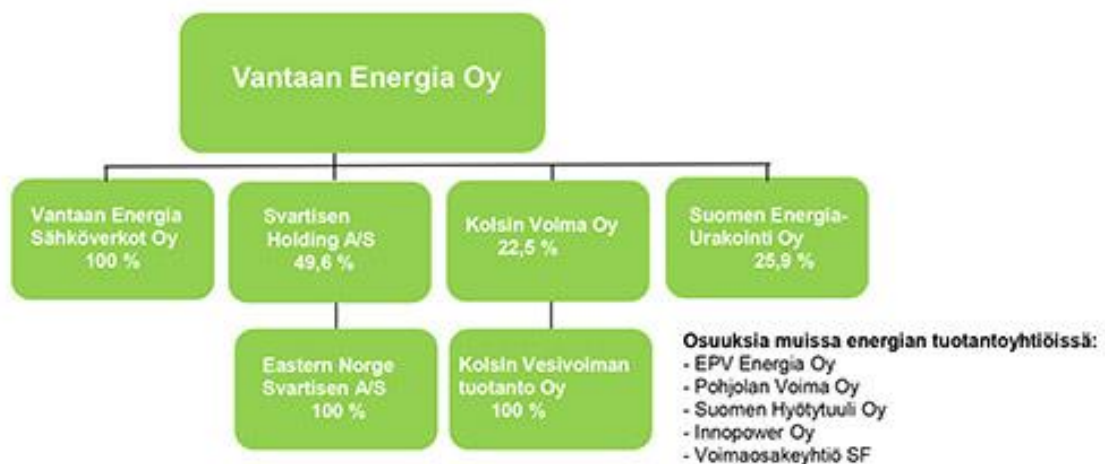 Vantaan Energia Oy
Vantaan Energia
Sähköverkot Oy
100 %
Svartisen
Holding A/S
49,6 %
Kolsin Voima Oy
22,5 %
Suomen Energia-
Urakointi Oy
25,9 %
Eastern Norge
Svartisen A/S
100 %
Kolsin Vesivoiman
tuotanto Oy
100 %
Osuuksia muissa energian tuotantoyhtiöissä:
- EPV Energia Oy
- Pohjolan Voima Oy
- Suomen Hyötytuuli Oy
- Innopower Oy
- Voimaosakeyhtiö SF